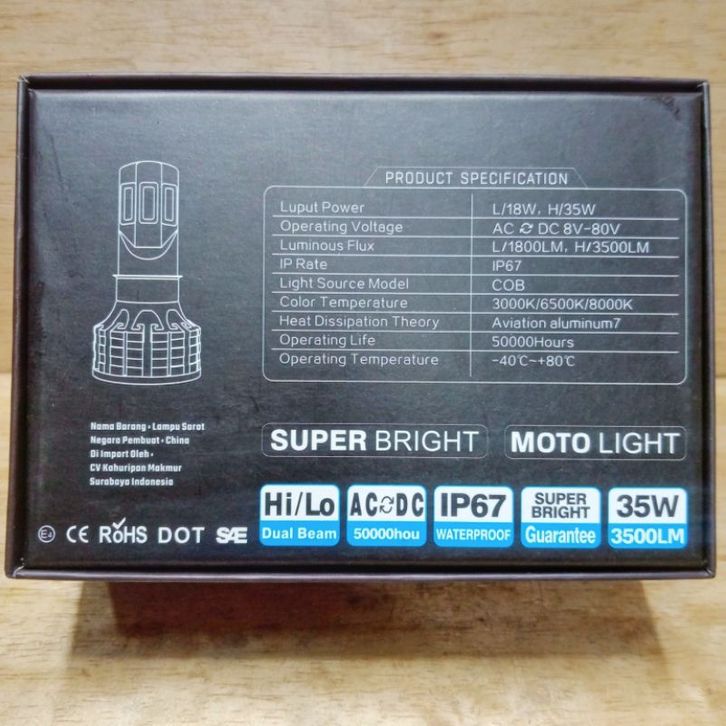 PRODUCT SPECIFICATION
Luput Power L/18W, H/35W
Operating Voltage AC DC 8V-80V
Luminous Flux L/1800LM, H/3500LM
IP Rate IP67
Light Source Model COB
Color Temperature 3000K/6500K/8000K
Heat Dissipation Theory Aviation aluminum7
Operating Life 50000Hours
Operating Temperature -40℃~+80℃
Nama Barang • Lampu Sorot
Negara Pembuat • China
Di Import Oleh •
CV Kahuripan Makmur
Surabaya Indonesia
SUPER BRIGHT
MOTO LIGHT
E4 CE RoHS DOT SAE
Hi/Lo
Dual Beam
AC DC
50000hou
IP67
WATERPROOF
SUPER
BRIGHT
Guarantee
35W
3500LM